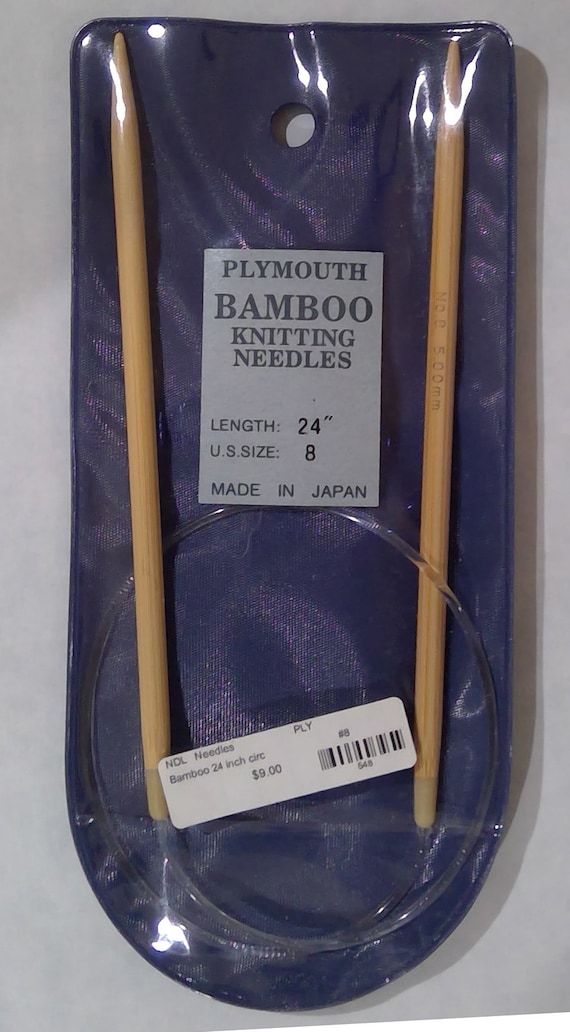 PLYMOUTH
BAMBOO
KNITTING
NEEDLES
LENGTH: 24"
U.S.SIZE: 8
MADE IN JAPAN
5.00mm
NDL Needles PLY #8
Bamboo 24 inch circ
$9.00
548